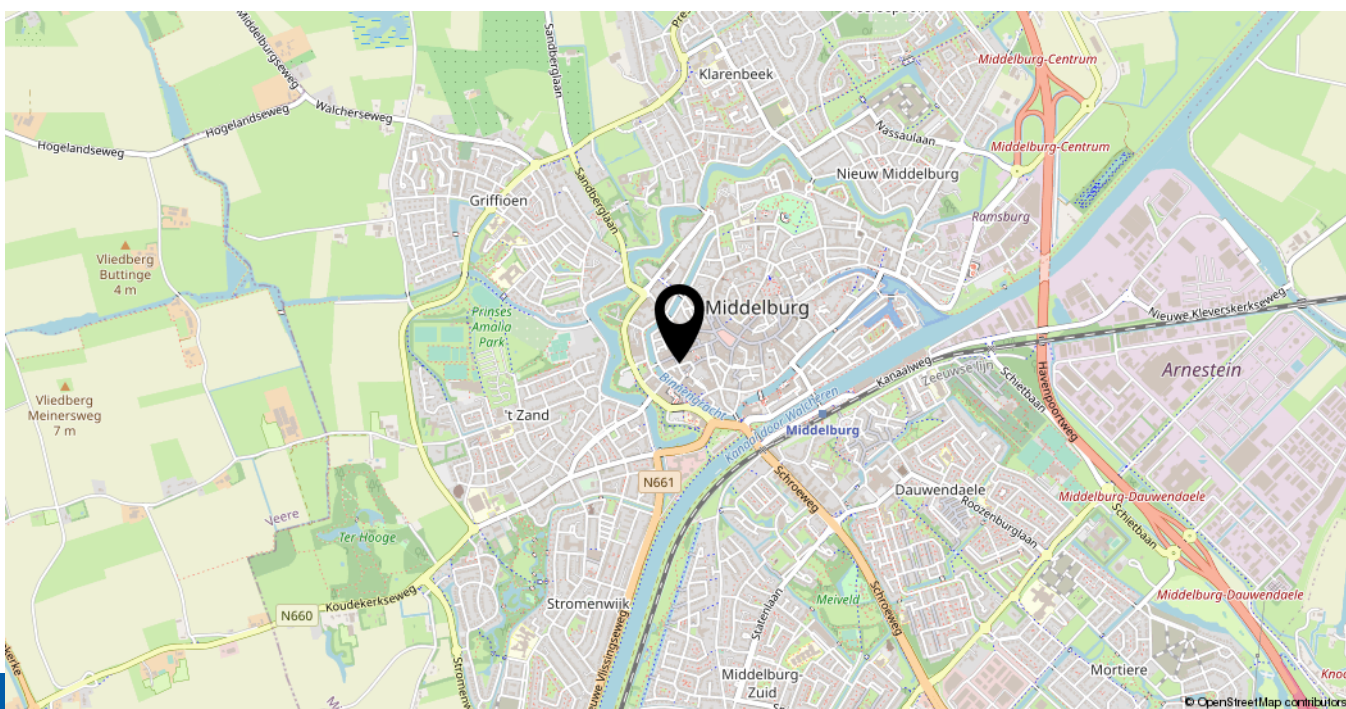 Middelburgseweg
Sandberglaan
Klarenbeek
Middelburg-Centrum
Walcherseweg
Hogelandseweg
Hogelandseweg
Nassaulaan
Middelburg-Centrum
Nieuw Middelburg
Griffioen
Sandberglaan
Ramsburg
Vliedberg
Buttinge
4 m
Prinses
Amalia
Park
Middelburg
Nieuwe Kleverskerkseweg
Kanaalweg
Zeeuwse lijn
Schietbaan
Havenpoortweg
Arnestein
Vliedberg
Meinersweg
7 m
't Zand
Binnengracht
Kanaal door Walcheren
Middelburg
N661
Schroeweg
Dauwendaele
Roozenburglaan
Middelburg-Dauwendaele
Schietbaan
Veere
Ter Hooge
Koudekerkseweg
N660
Stromenwijk
Statenlaan
Meiveld
Schroeweg
Middelburg-Dauwendaele
Middelburg-
Zuid
Mortiere
© OpenStreetMap contributors